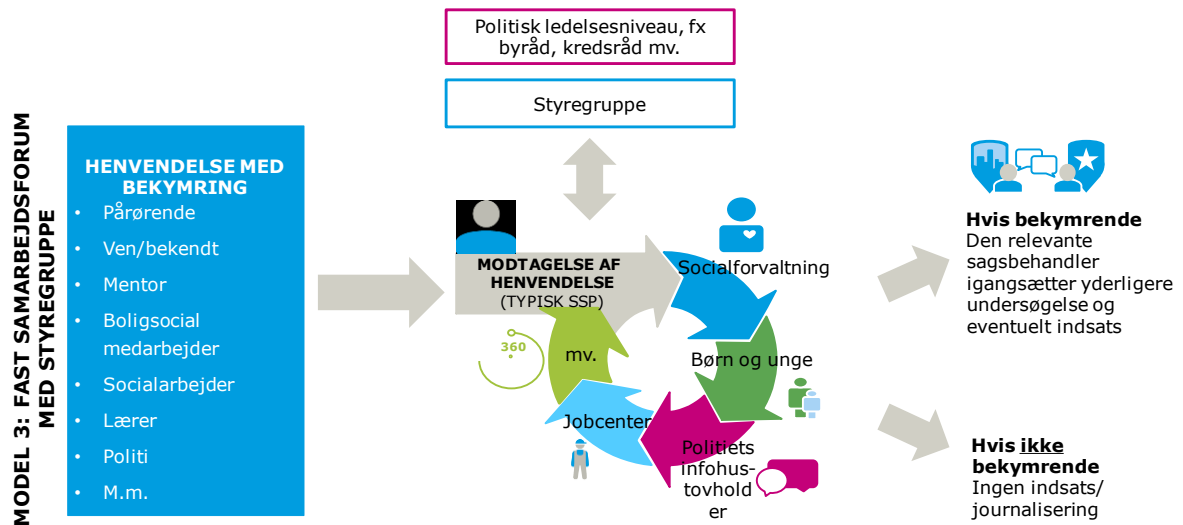 MODEL 3: FAST SAMARBEJDSFORUM
MED STYREGRUPPE
Politisk ledelsesniveau, fx
byråd, kredsråd mv.
Styregruppe
HENVENDELSE MED
BEKYMRING
• Pårørende
• Ven/bekendt
• Mentor
• Boligsocial
medarbejder
• Socialarbejder
• Lærer
• Politi
• M.m.
MODTAGELSE AF
HENVENDELSE
(TYPISK SSP)
Socialforvaltning
Børn og unge
Politiets
infohus-
tovhold
er
Jobcenter
mv.
360
Hvis bekymrende
Den relevante
sagsbehandler
igangsætter yderligere
undersøgelse og
eventuelt indsats
Hvis ikke
bekymrende
Ingen indsats/
journalisering